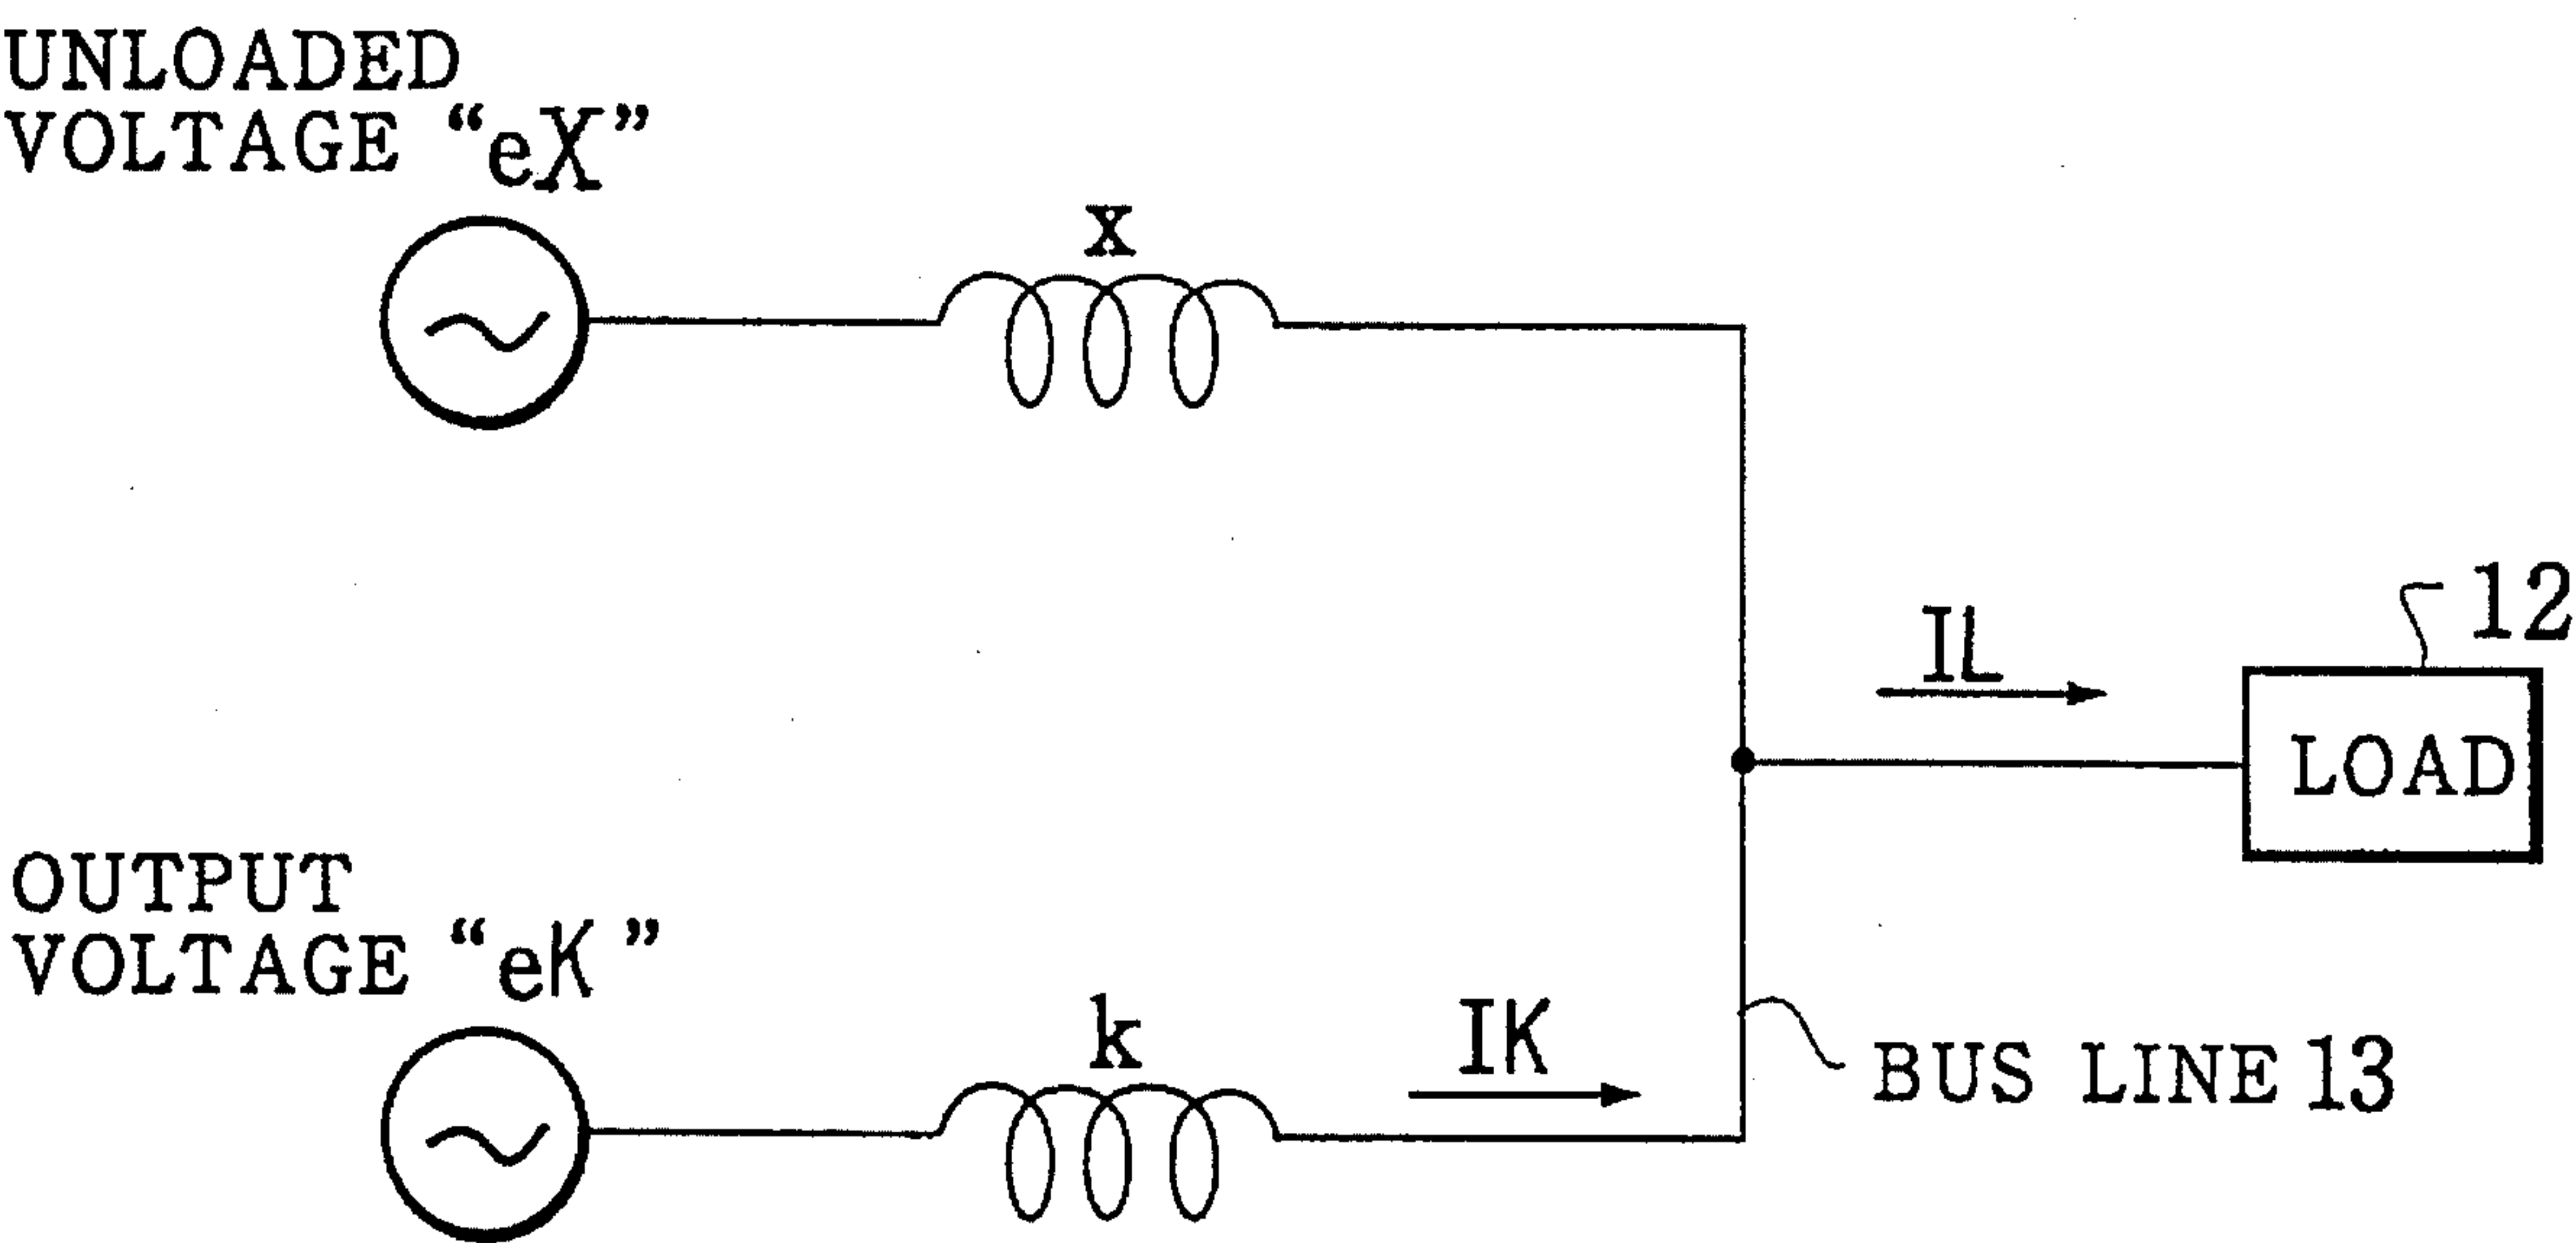 UNLOADED
VOLTAGE “eX”
x
IL
12
LOAD
OUTPUT
VOLTAGE “eK”
k
IK
BUS LINE 13